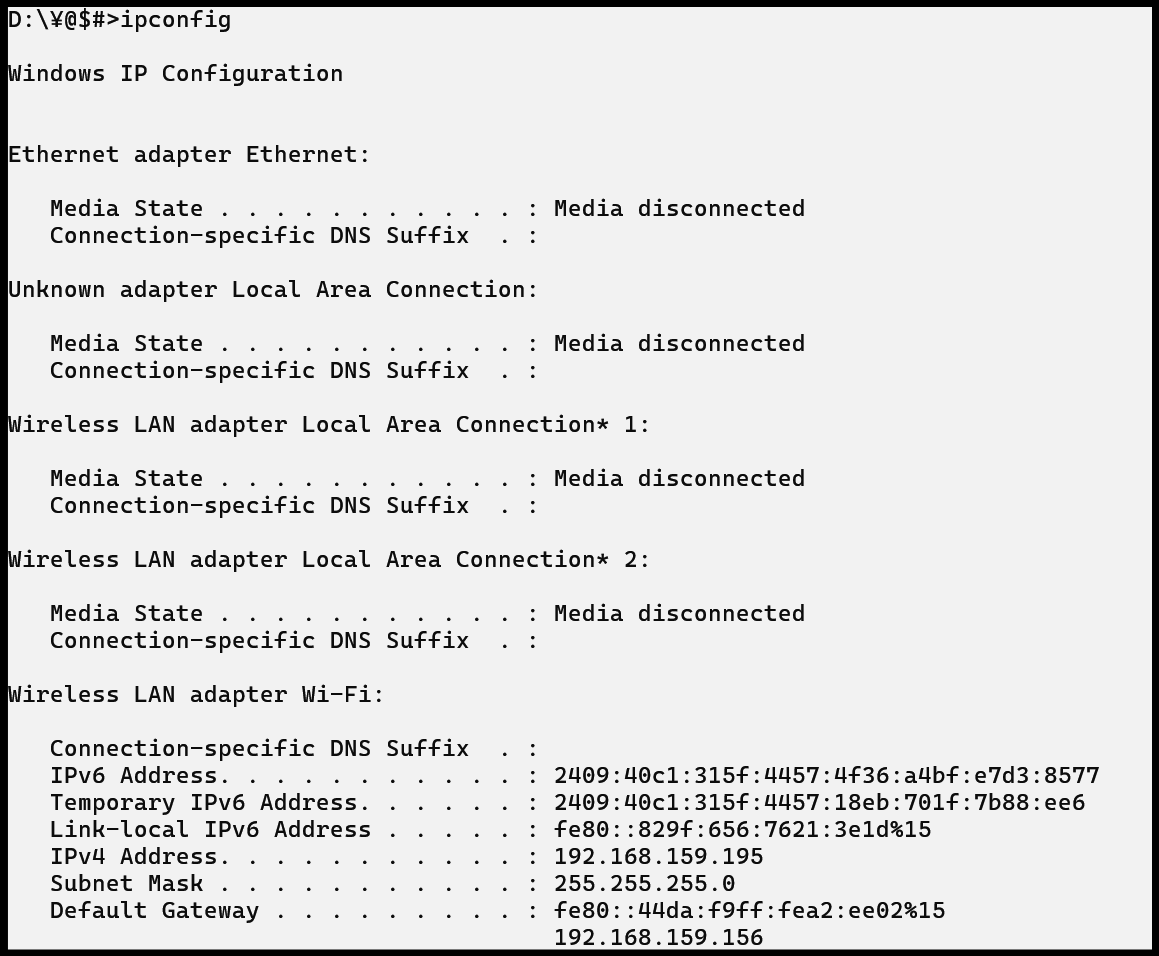 D:\¥@$#>ipconfig
Windows IP Configuration
Ethernet adapter Ethernet:
   Media State . . . . . . . . . . . : Media disconnected
   Connection-specific DNS Suffix  . :
Unknown adapter Local Area Connection:
   Media State . . . . . . . . . . . : Media disconnected
   Connection-specific DNS Suffix  . :
Wireless LAN adapter Local Area Connection* 1:
   Media State . . . . . . . . . . . : Media disconnected
   Connection-specific DNS Suffix  . :
Wireless LAN adapter Local Area Connection* 2:
   Media State . . . . . . . . . . . : Media disconnected
   Connection-specific DNS Suffix  . :
Wireless LAN adapter Wi-Fi:
   Connection-specific DNS Suffix  . :
   IPv6 Address. . . . . . . . . . . : 2409:40c1:315f:4457:4f36:a4bf:e7d3:8577
   Temporary IPv6 Address. . . . . . : 2409:40c1:315f:4457:18eb:701f:7b88:ee6
   Link-local IPv6 Address . . . . . : fe80::829f:656:7621:3e1d%15
   IPv4 Address. . . . . . . . . . . : 192.168.159.195
   Subnet Mask . . . . . . . . . . . : 255.255.255.0
   Default Gateway . . . . . . . . . : fe80::44da:f9ff:fea2:ee02%15
                                       192.168.159.156